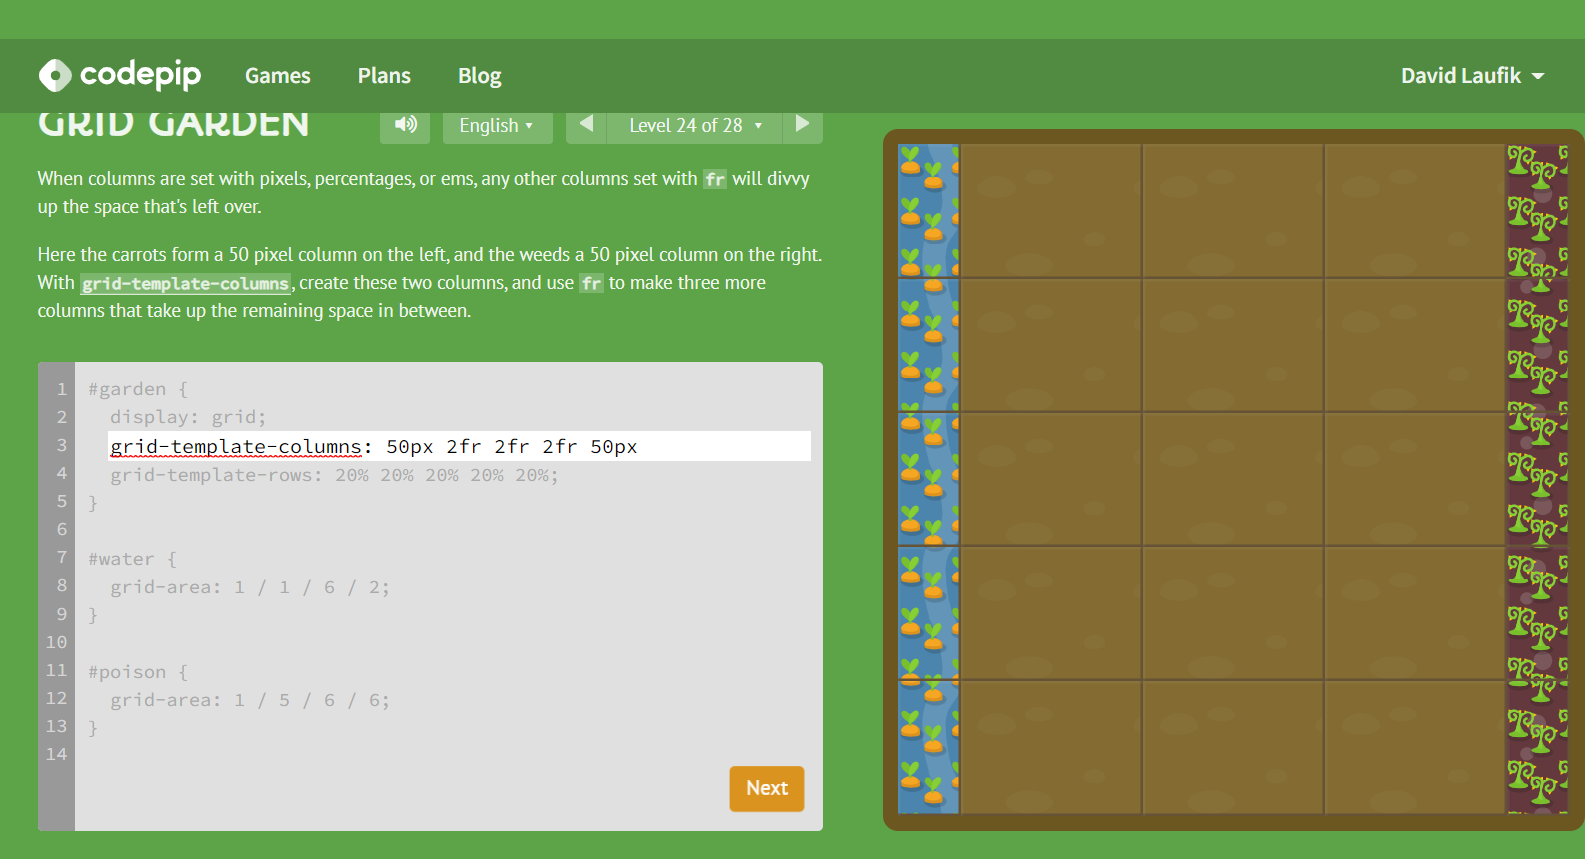 codepip Games Plans Blog David Laufik
GRID GARDEN English ▾ Level 24 of 28 ▾
When columns are set with pixels, percentages, or ems, any other columns set with fr will divvy
up the space that's left over.
Here the carrots form a 50 pixel column on the left, and the weeds a 50 pixel column on the right.
With grid-template-columns, create these two columns, and use fr to make three more
columns that take up the remaining space in between.
1 #garden {
2 display: grid;
3 grid-template-columns: 50px 2fr 2fr 2fr 50px
4 grid-template-rows: 20% 20% 20% 20% 20%;
5 }
6
7 #water {
8 grid-area: 1 / 1 / 6 / 2;
9 }
10
11 #poison {
12 grid-area: 1 / 5 / 6 / 6;
13 }
14
Next